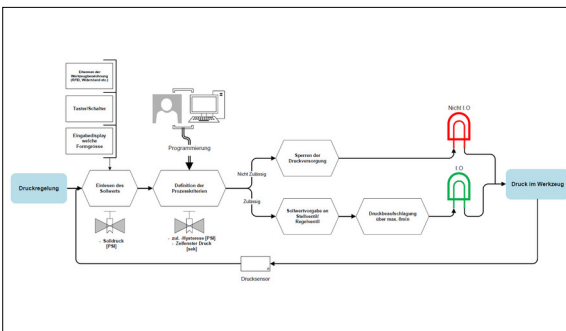 Erkennen der
Werkzeugbezeichnung
(RFID, Widerstand etc.)
Taster/Schalter
Eingabedisplay
welche
Formgrösse
Programmierung
Nicht I.O
Nicht Zulässig
Sperren der
Druckversorgung
I.O
Druckregelung
Einlesen des
Sollwerts
Definition der
Prozesskriterien
Zulässig
Sollwertvorgabe an
Stellventil/
Regelventil
Druckbeaufschlagung
über max. 8min
Druck im Werkzeug
- Solldruck
[PSI]
- zul. Hysterese [PSI]
- Zeitfenster Druck
[sek]
Drucksensor